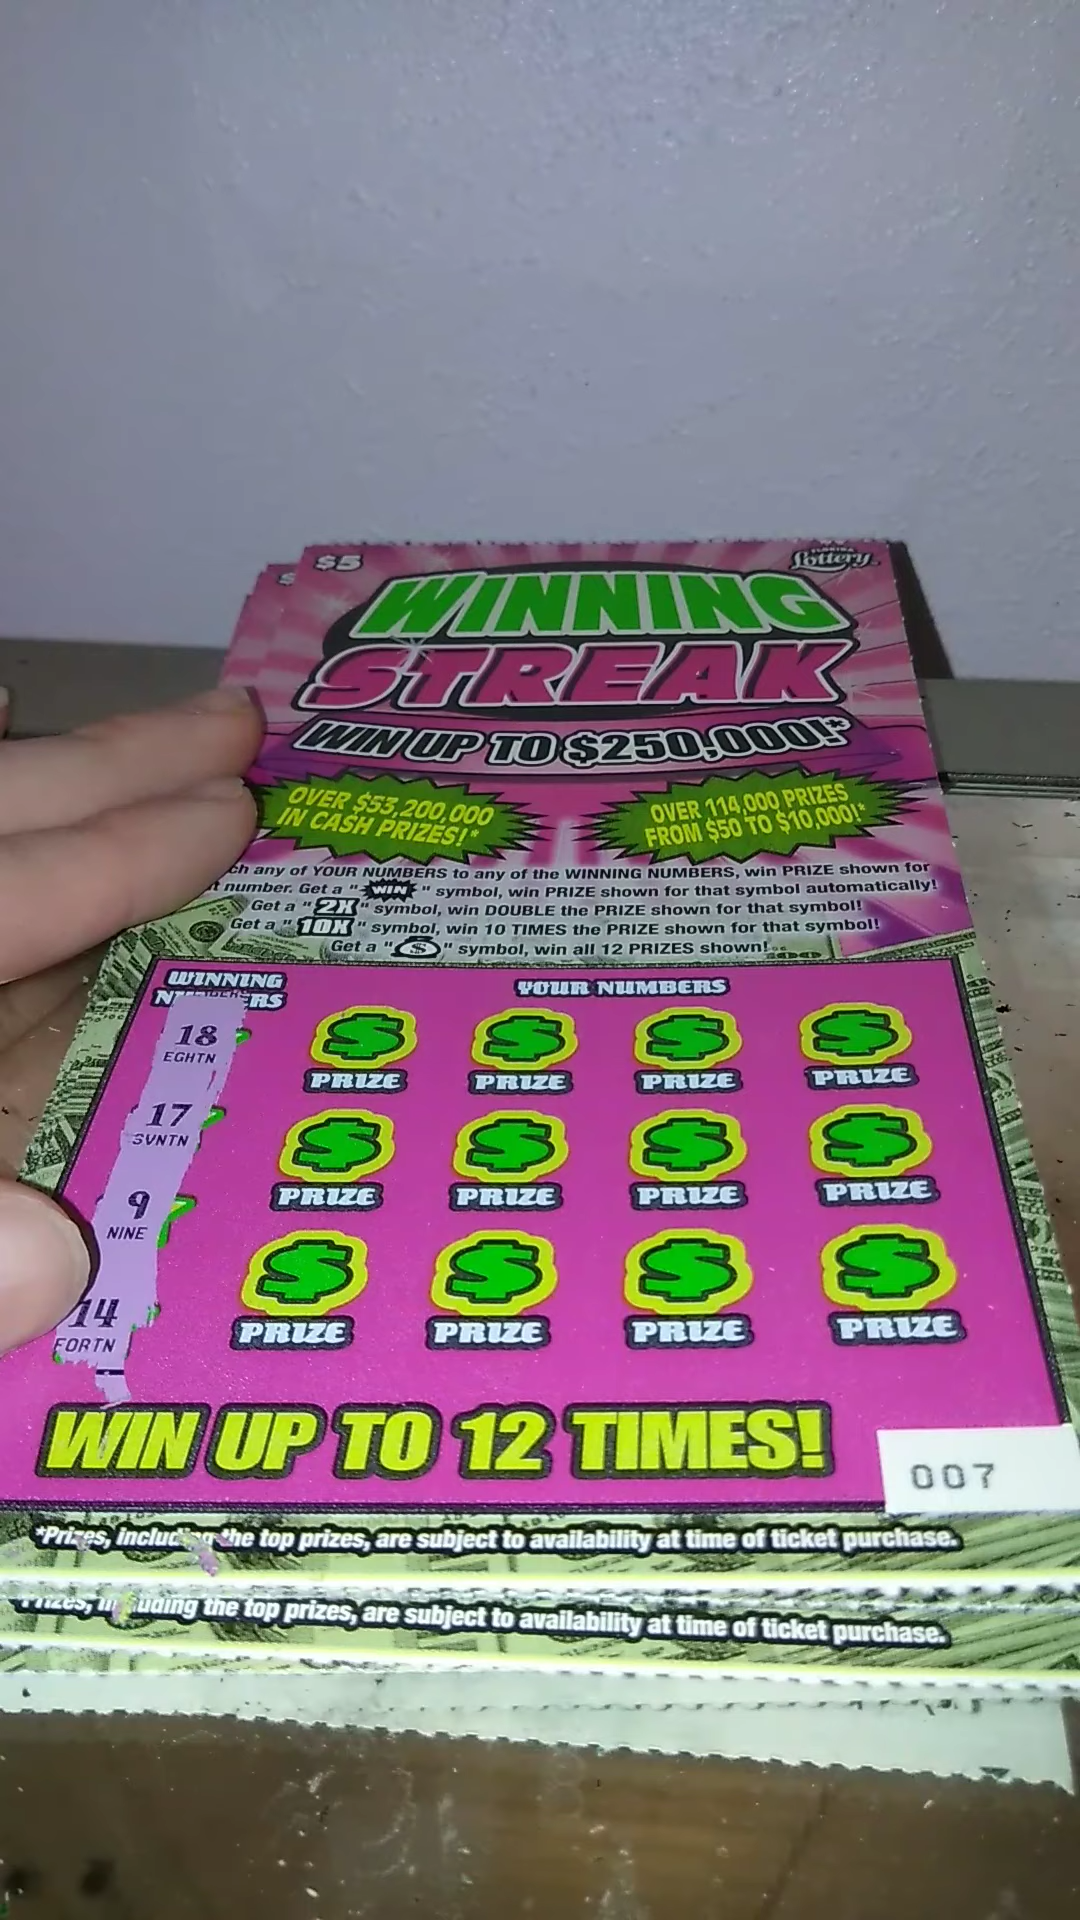 $5
FLORIDA
Lottery
WINNING
STREAK
WIN UP TO $250,000!*
OVER $53,200,000
IN CASH PRIZES!*
OVER 114,000 PRIZES
FROM $50 TO $10,000!*
any of YOUR NUMBERS to any of the WINNING NUMBERS, win PRIZE shown for
number. Get a "WIN" symbol, win PRIZE shown for that symbol automatically!
Get a "2X" symbol, win DOUBLE the PRIZE shown for that symbol!
Get a "10X" symbol, win 10 TIMES the PRIZE shown for that symbol!
Get a "$" symbol, win all 12 PRIZES shown!
WINNING
NUMBERS
YOUR NUMBERS
18
EGHTN
17
SVNTN
9
NINE
14
FORTN
$ $ $ $
PRIZE PRIZE PRIZE PRIZE
$ $ $ $
PRIZE PRIZE PRIZE PRIZE
$ $ $ $
PRIZE PRIZE PRIZE PRIZE
WIN UP TO 12 TIMES!
007
*Prizes, including the top prizes, are subject to availability at time of ticket purchase.
Prizes, including the top prizes, are subject to availability at time of ticket purchase.